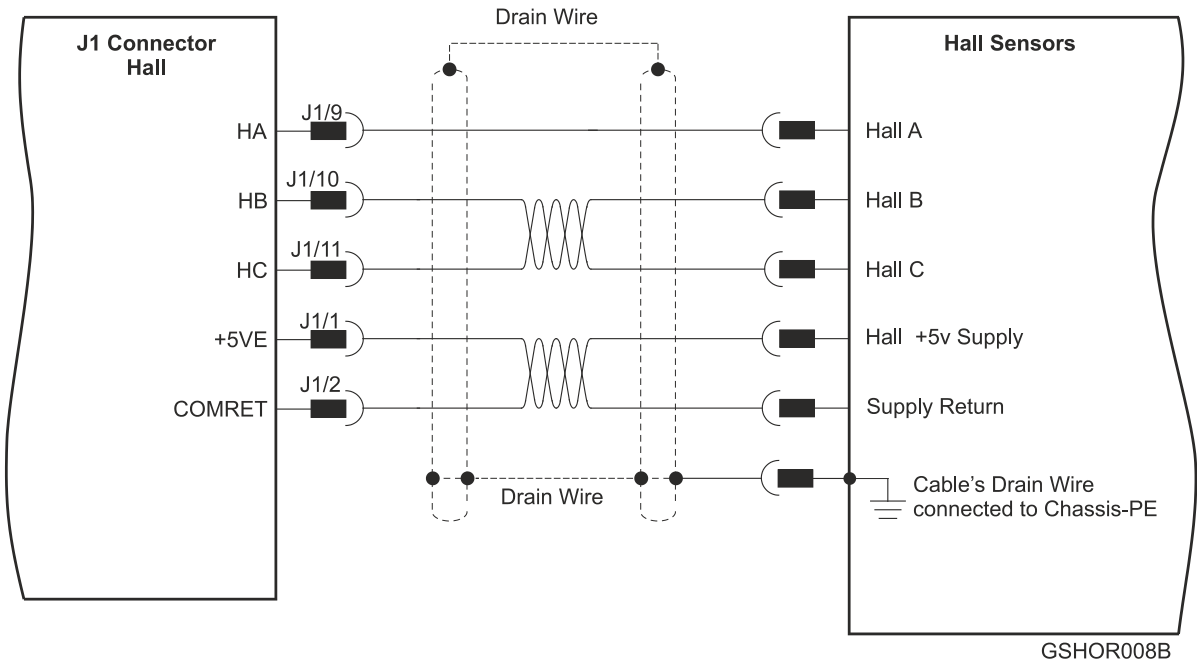 Drain Wire
J1 Connector
Hall
Hall Sensors
J1/9
HA
Hall A
J1/10
HB
Hall B
J1/11
HC
Hall C
J1/1
+5VE
Hall +5v Supply
J1/2
COMRET
Supply Return
Drain Wire
Cable's Drain Wire
connected to Chassis-PE
GSHOR008B